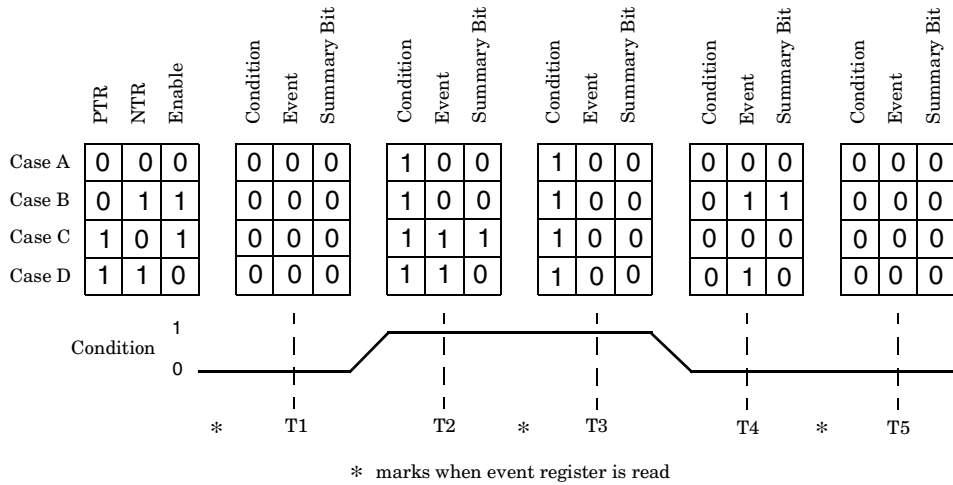 PTR NTR Enable Condition Event Summary Bit Condition Event Summary Bit Condition Event Summary Bit Condition Event Summary Bit Condition Event Summary Bit
Case A 0 0 0 0 0 0 1 0 0 1 0 0 0 0 0 0 0 0
Case B 0 1 1 0 0 0 1 0 0 1 0 0 0 1 1 0 0 0
Case C 1 0 1 0 0 0 1 1 1 1 0 0 0 0 0 0 0 0
Case D 1 1 0 0 0 0 1 1 0 1 0 0 0 1 0 0 0 0
1
Condition
0
* T1 T2 * T3 T4 * T5
* marks when event register is read